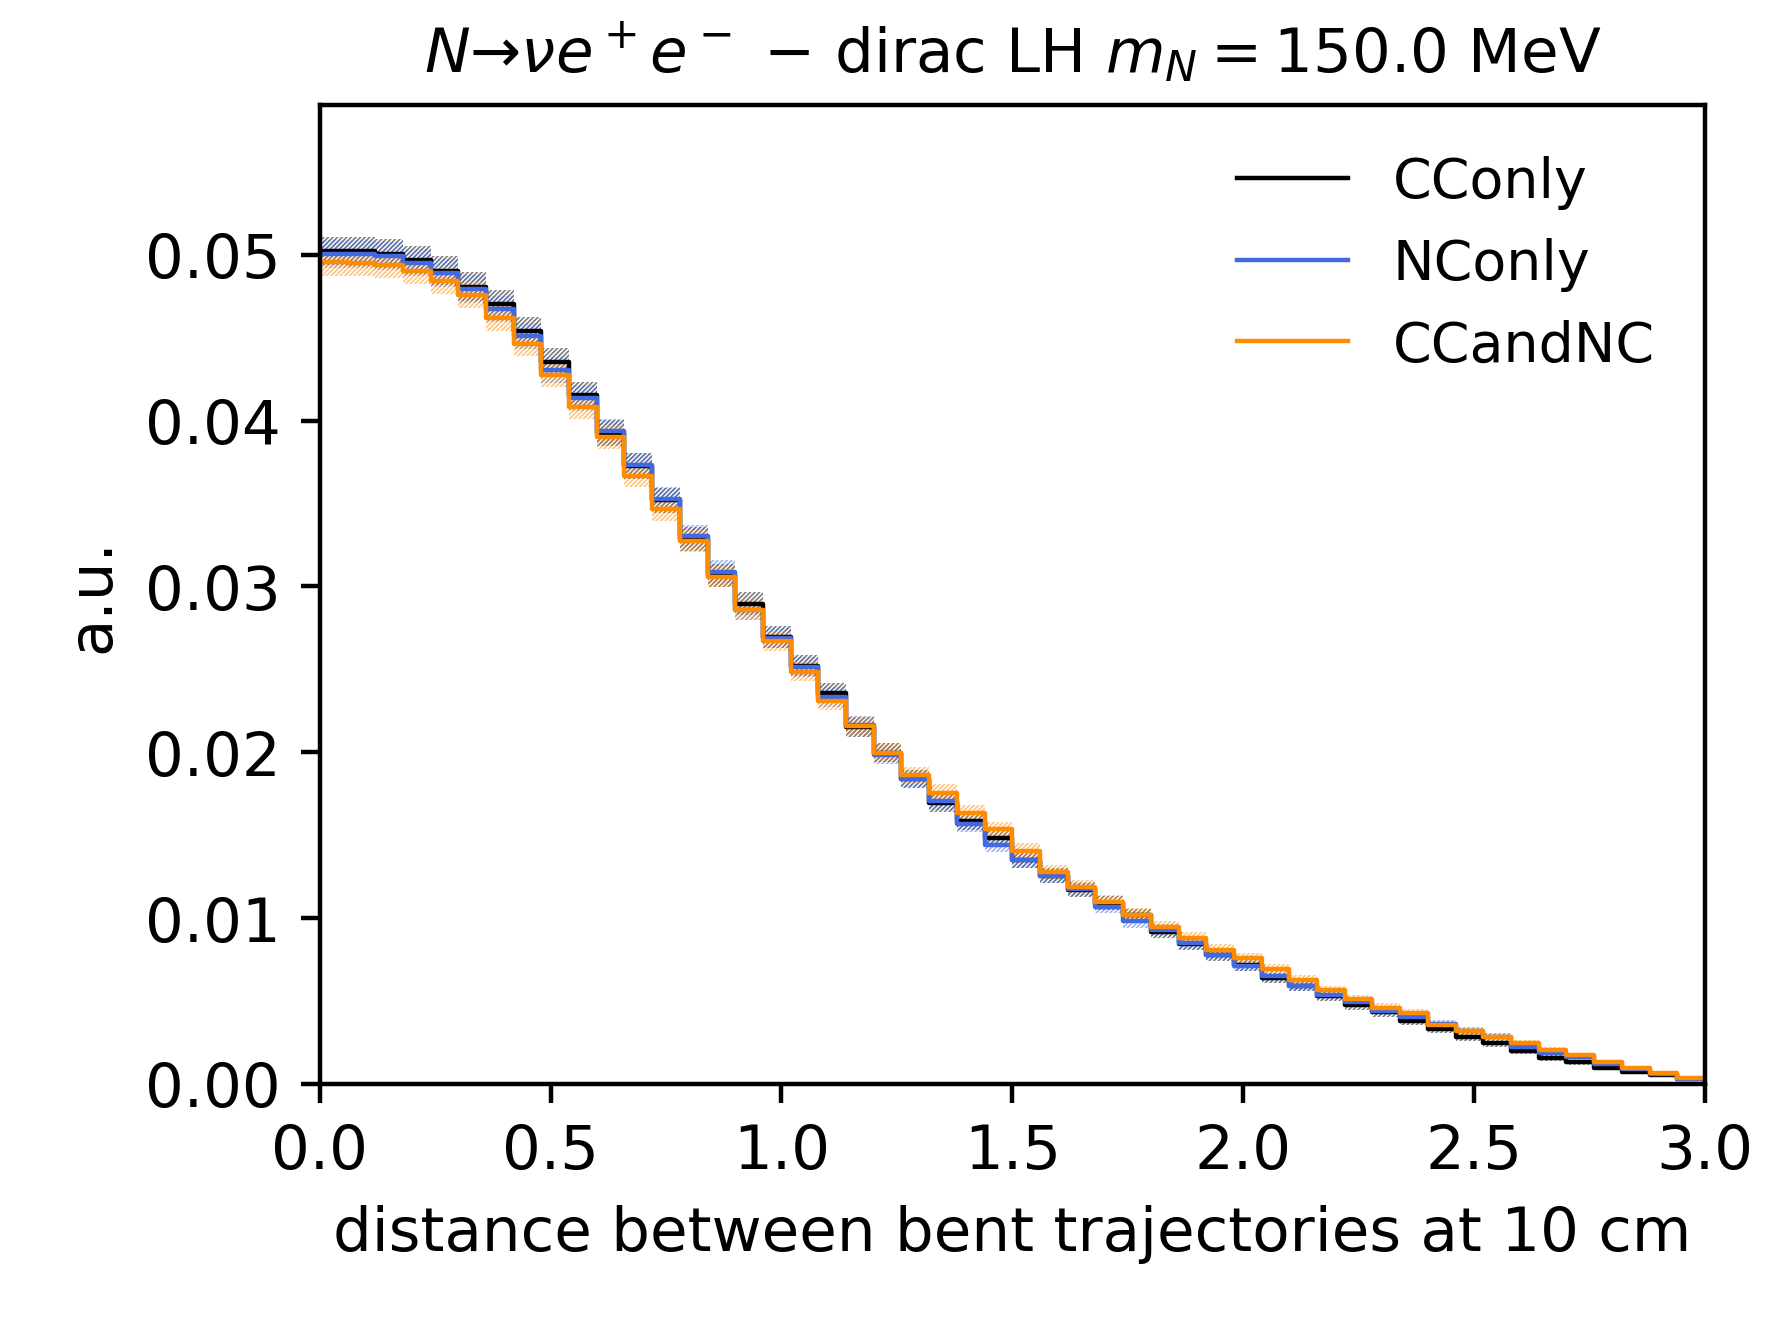 N→νe⁺e⁻ − dirac LH m_N = 150.0 MeV
CConly
NConly
CCandNC
0.05
0.04
0.03
0.02
0.01
0.00
a.u.
0.0 0.5 1.0 1.5 2.0 2.5 3.0
distance between bent trajectories at 10 cm